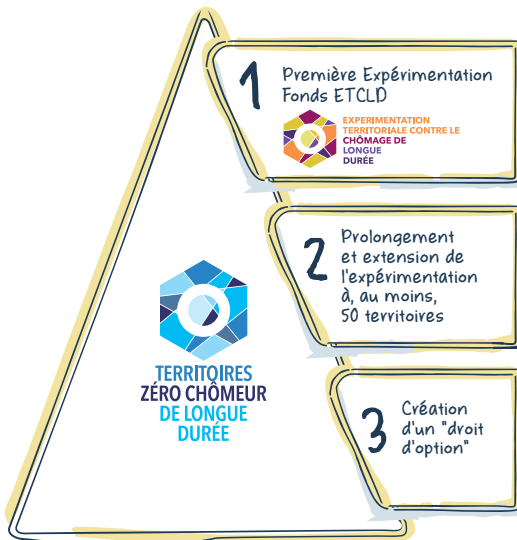 1
Première Expérimentation
Fonds ETCLD
EXPERIMENTATION
TERRITORIALE CONTRE LE
CHÔMAGE DE
LONGUE
DURÉE
2
Prolongement
et extension de
l'expérimentation
à, au moins,
50 territoires
TERRITOIRES
ZÉRO CHÔMEUR
DE LONGUE
DURÉE
3
Création
d'un "droit
d'option"